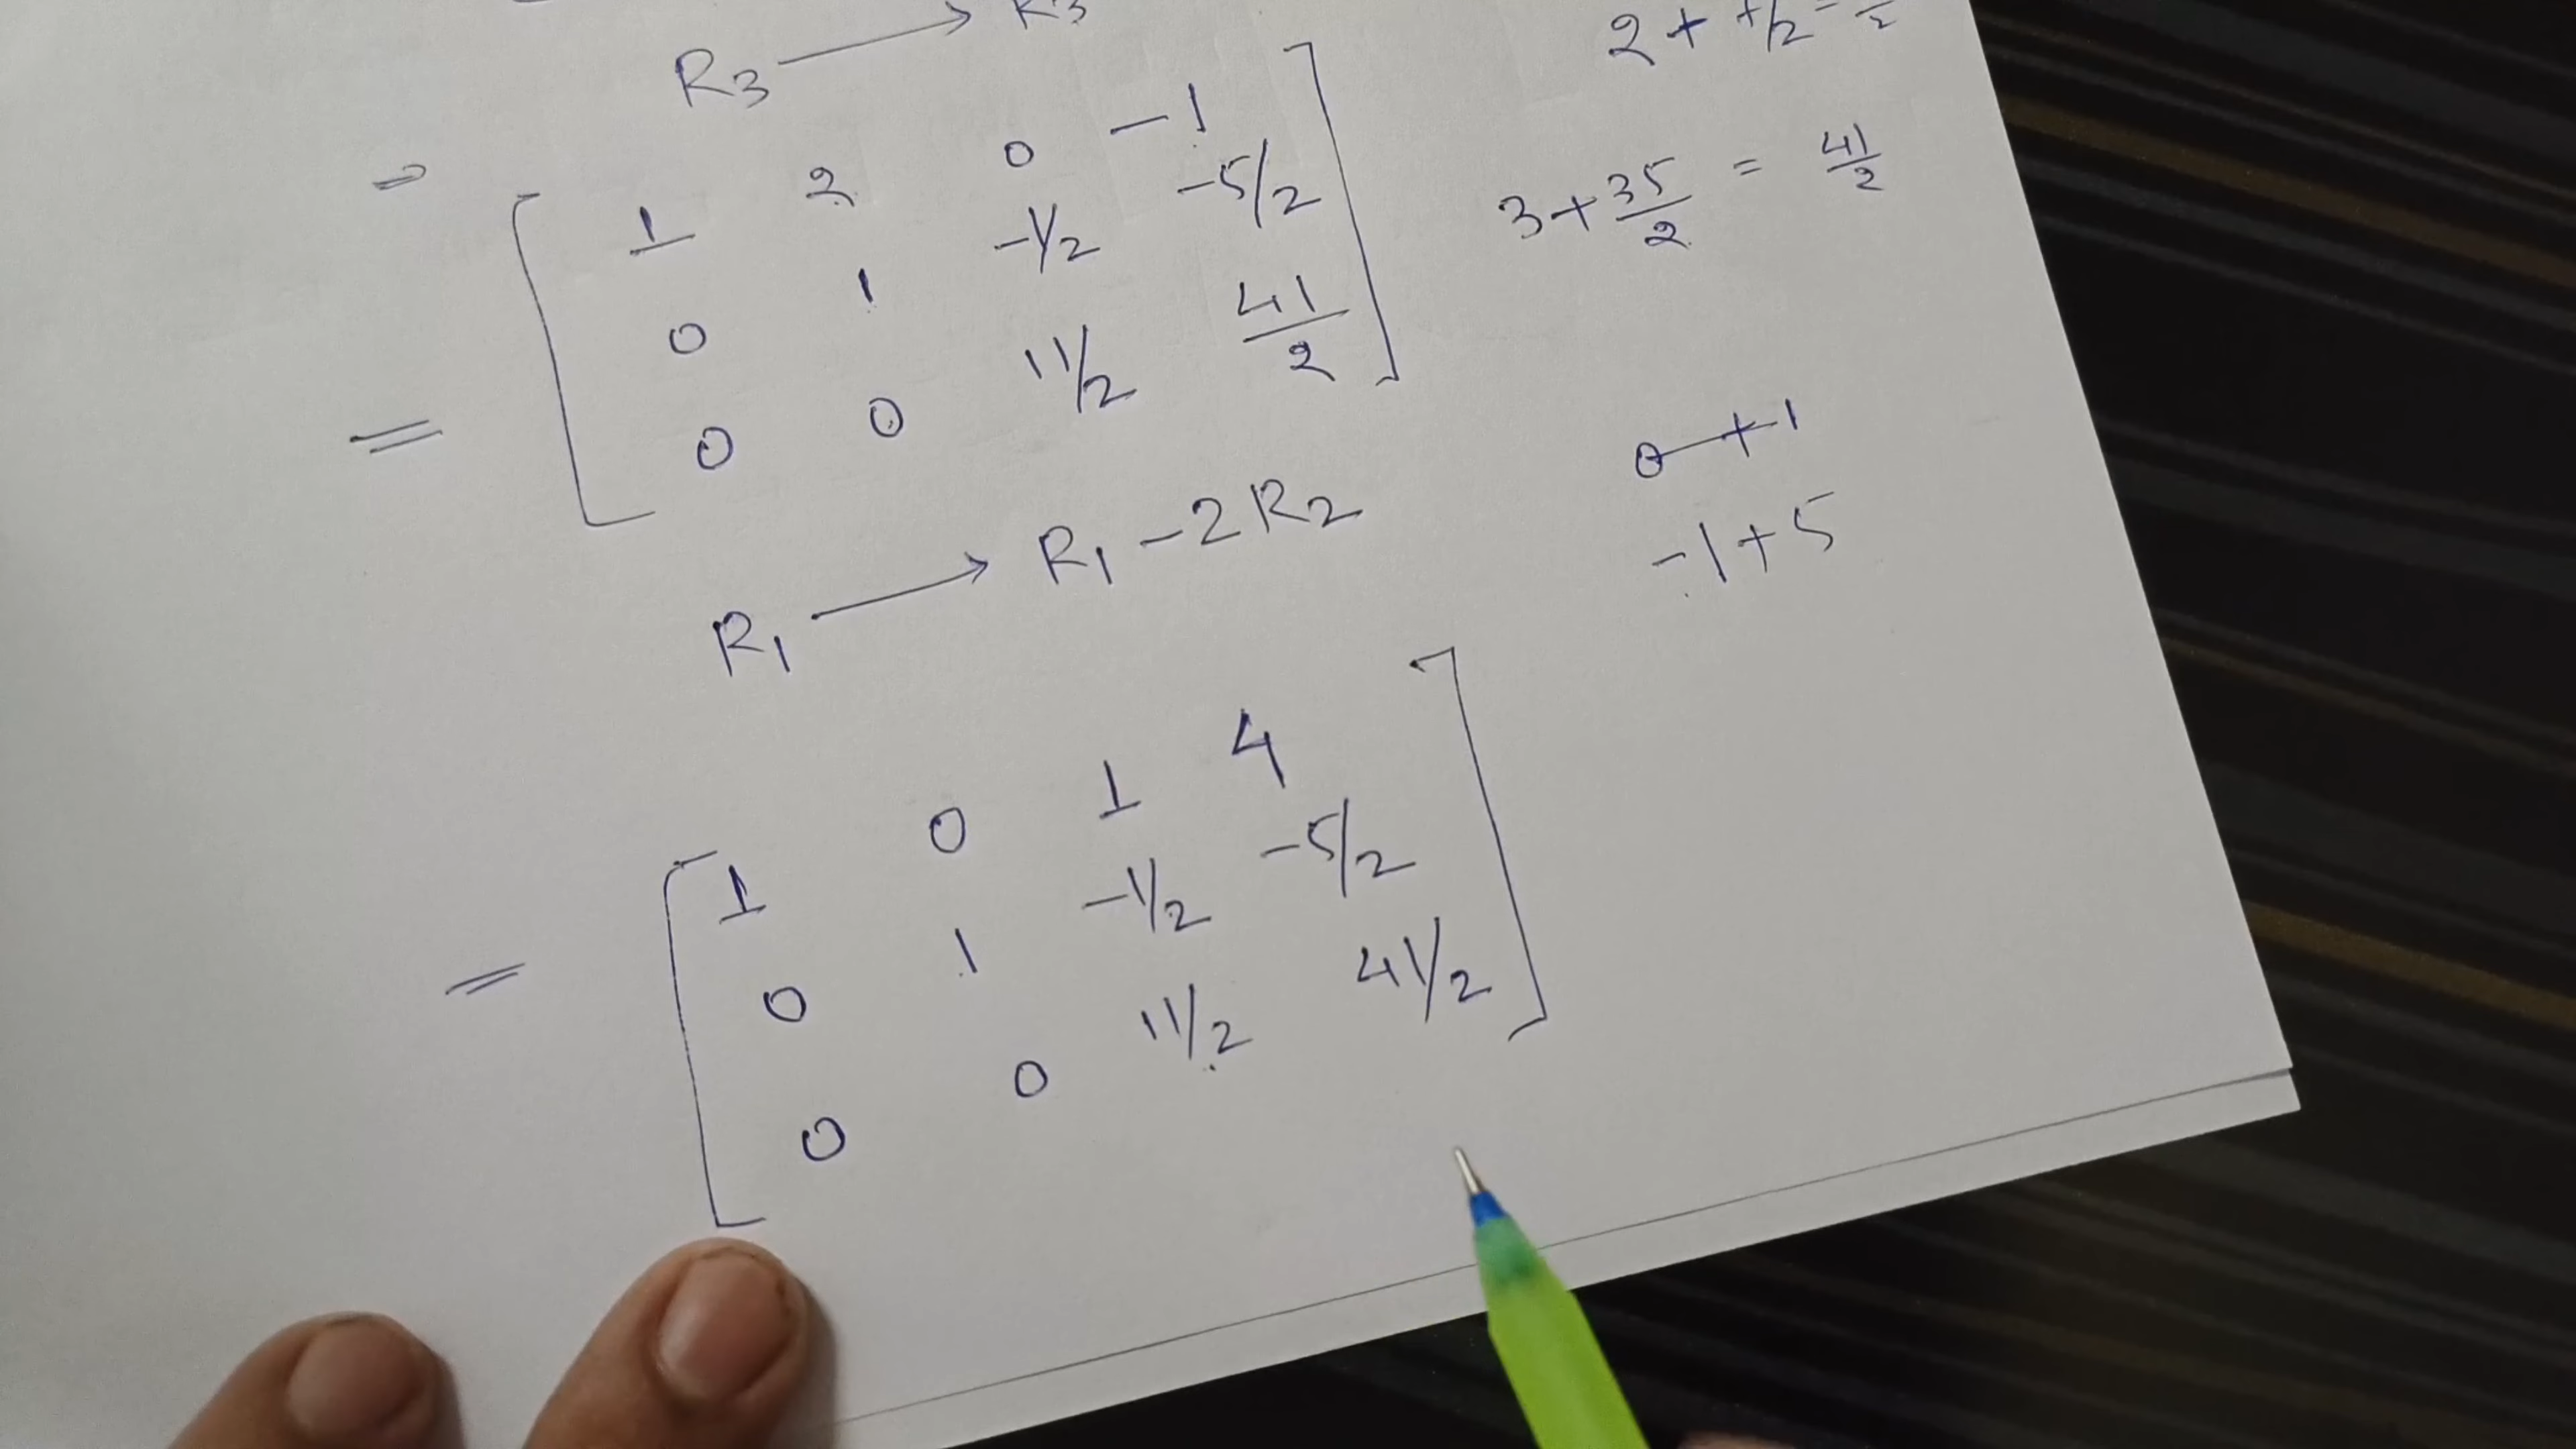 R3 → R3
2 +
= [ 1 2 0 -1
0 1 -1/2 -5/2
= 0 0 11/2 41/2 ]
3 + 35/2 = 41/2
0 + 1
R1 → R1 - 2R2
-1 + 5
= [ 1 0 1 4
0 1 -1/2 -5/2
0 0 11/2 41/2 ]